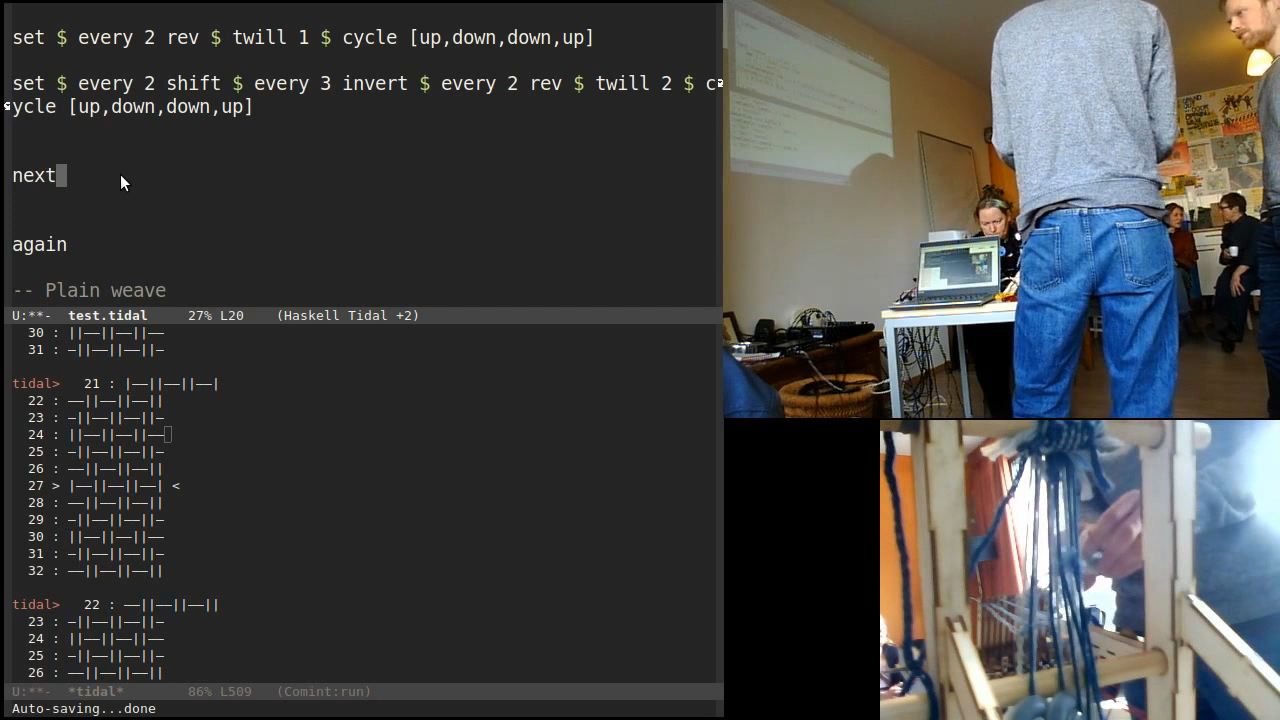 set $ every 2 rev $ twill 1 $ cycle [up,down,down,up]
set $ every 2 shift $ every 3 invert $ every 2 rev $ twill 2 $ c
ycle [up,down,down,up]
next
again
-- Plain weave
U:**-  test.tidal     27% L20   (Haskell Tidal +2)
30 : ||——||——||——
31 : —||——||——||—
tidal>   21 : |——||——||——|
22 : ——||——||——||
23 : —||——||——||—
24 : ||——||——||——
25 : —||——||——||—
26 : ——||——||——||
27 > |——||——||——| <
28 : ——||——||——||
29 : —||——||——||—
30 : ||——||——||——
31 : —||——||——||—
32 : ——||——||——||
tidal>   22 : ——||——||——||
23 : —||——||——||—
24 : ||——||——||——
25 : —||——||——||—
26 : ——||——||——||
U:**-  *tidal*        86% L509   (Comint:run)
Auto-saving...done